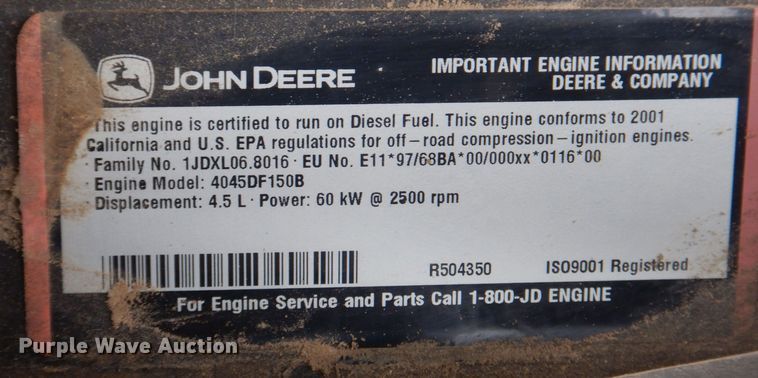 JOHN DEERE
IMPORTANT ENGINE INFORMATION
DEERE & COMPANY
This engine is certified to run on Diesel Fuel. This engine conforms to 2001
California and U.S. EPA regulations for off-road compression-ignition engines.
· Family No. 1JDXL06.8016 · EU No. E11*97/68BA*00/000xx*0116*00
· Engine Model: 4045DF150B
· Displacement: 4.5 L · Power: 60 kW @ 2500 rpm
R504350 ISO9001 Registered
For Engine Service and Parts Call 1-800-JD ENGINE
Purple Wave Auction